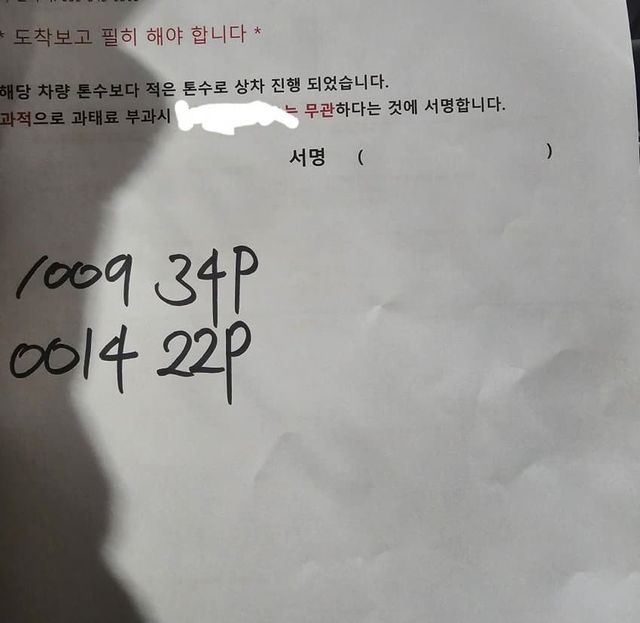 * 도착보고 필히 해야 합니다 *
해당 차량 톤수보다 적은 톤수로 상차 진행 되었습니다.
과적으로 과태료 부과시 는 무관하다는 것에 서명합니다.
서명 ( )
1009 34P
0014 22P